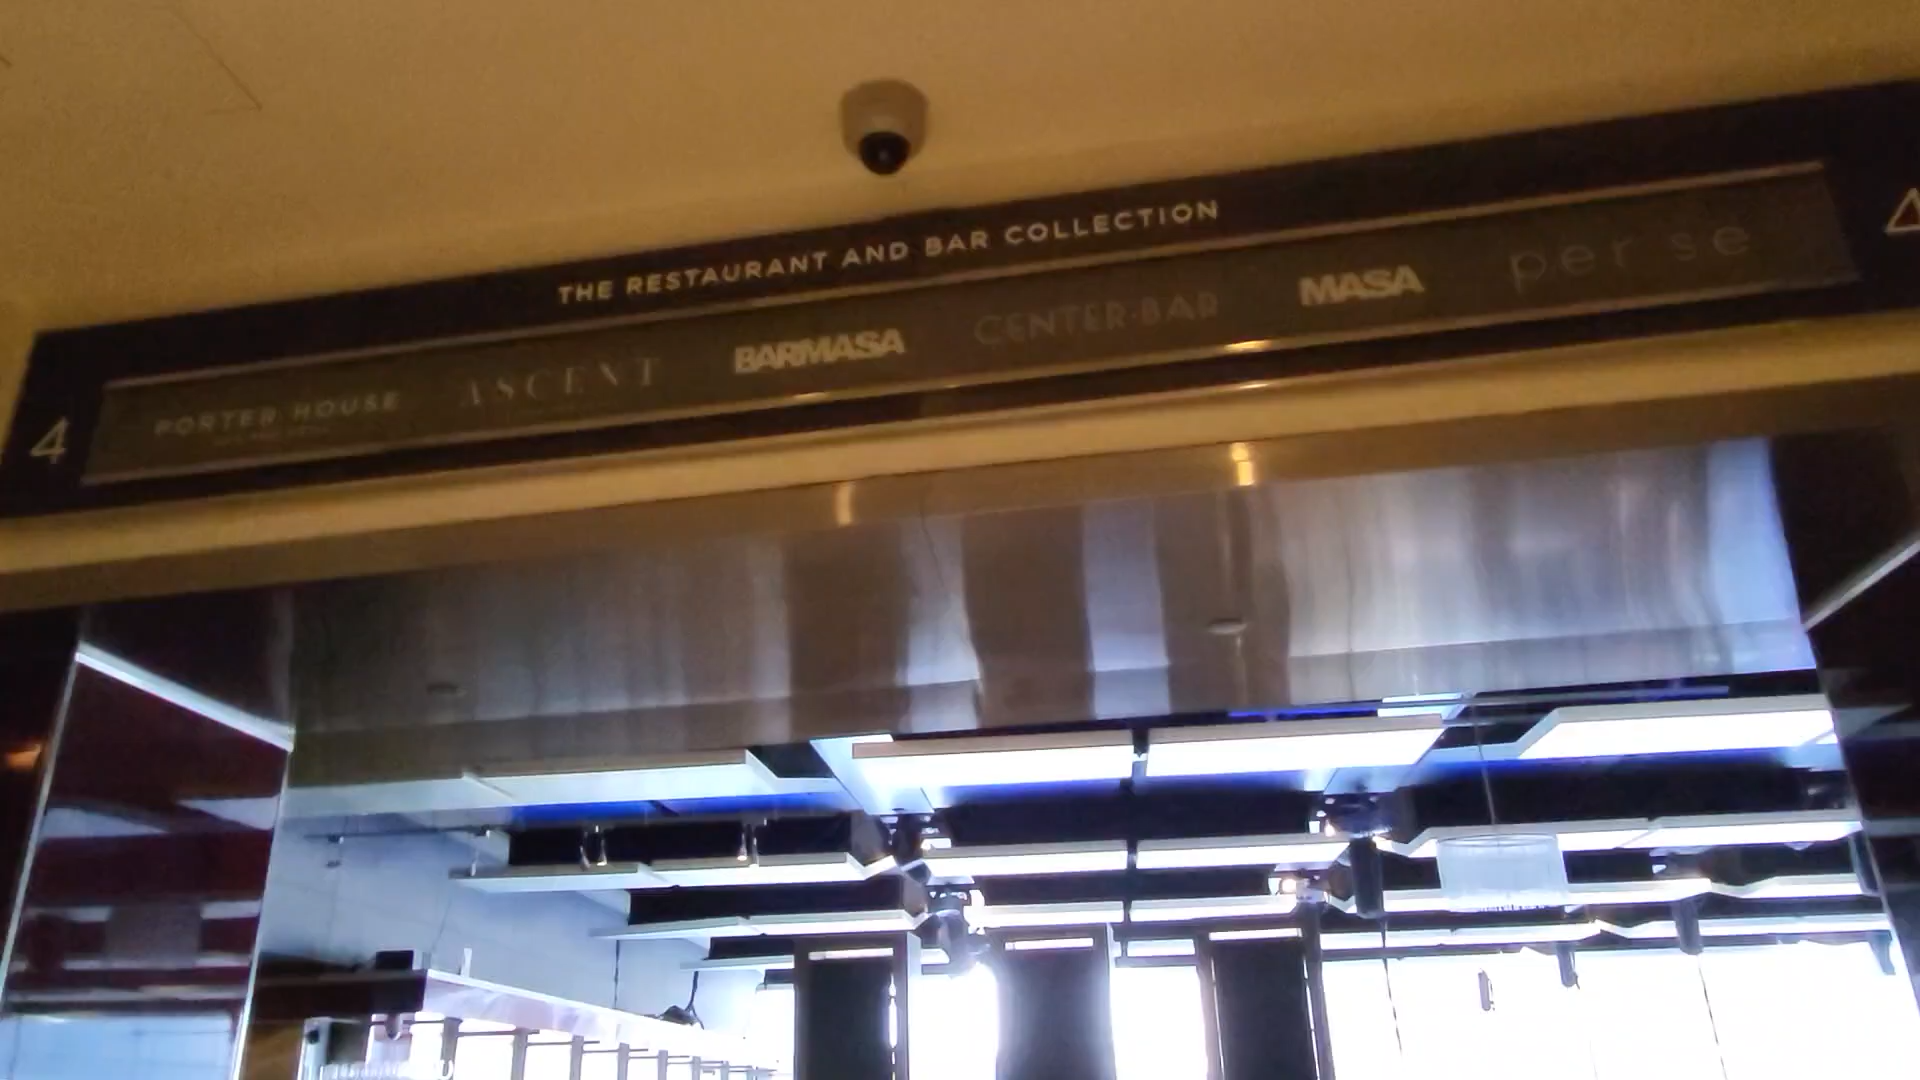 THE RESTAURANT AND BAR COLLECTION
4 PORTER HOUSE ASCENT BARMASA CENTER·BAR MASA per se